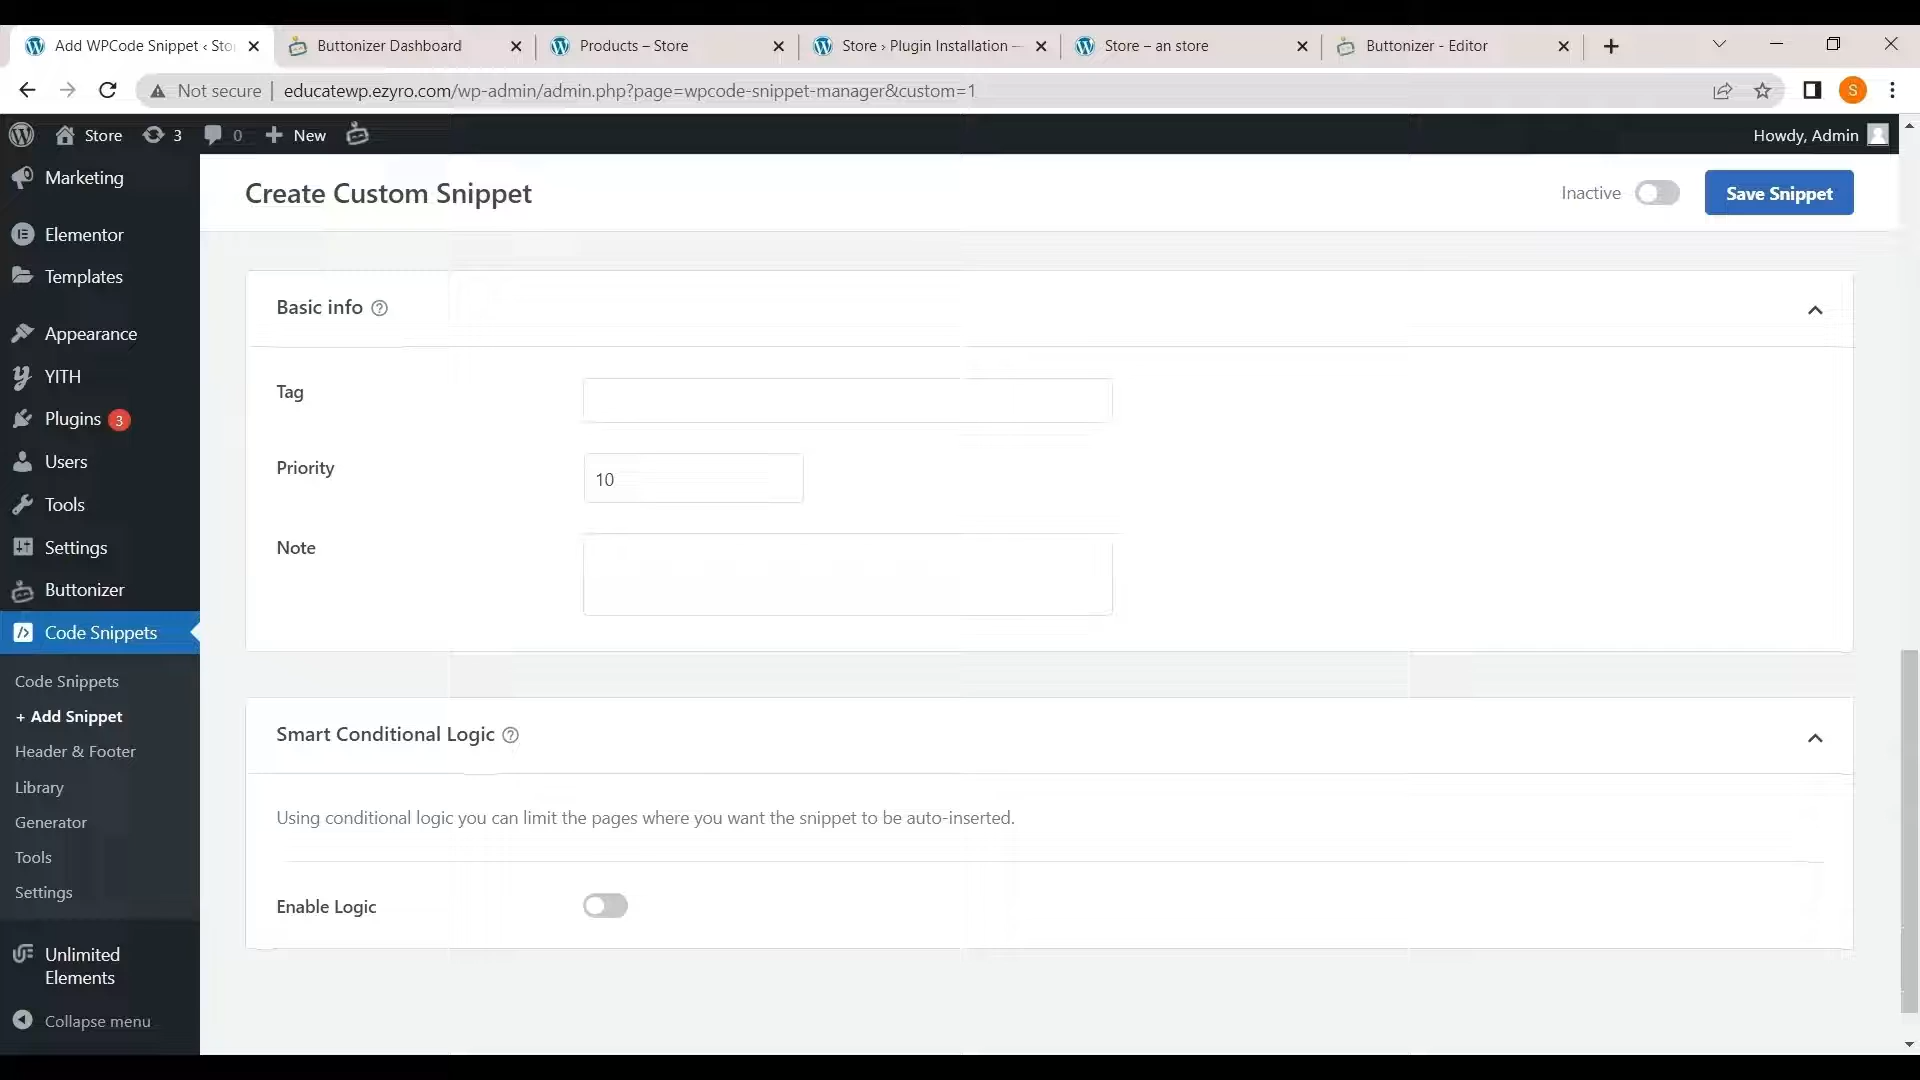 Add WPCode Snippet ‹ Sto
Buttonizer Dashboard
Products – Store
Store › Plugin Installation —
Store – an store
Buttonizer - Editor
Not secure
educatewp.ezyro.com/wp-admin/admin.php?page=wpcode-snippet-manager&custom=1
S
Store
3
0
New
Howdy, Admin
Marketing
Elementor
Templates
Appearance
YITH
Plugins 3
Users
Tools
Settings
Buttonizer
Code Snippets
Code Snippets
+ Add Snippet
Header & Footer
Library
Generator
Tools
Settings
Unlimited
Elements
Collapse menu
Create Custom Snippet
Inactive
Save Snippet
Basic info
Tag
Priority
10
Note
Smart Conditional Logic
Using conditional logic you can limit the pages where you want the snippet to be auto-inserted.
Enable Logic